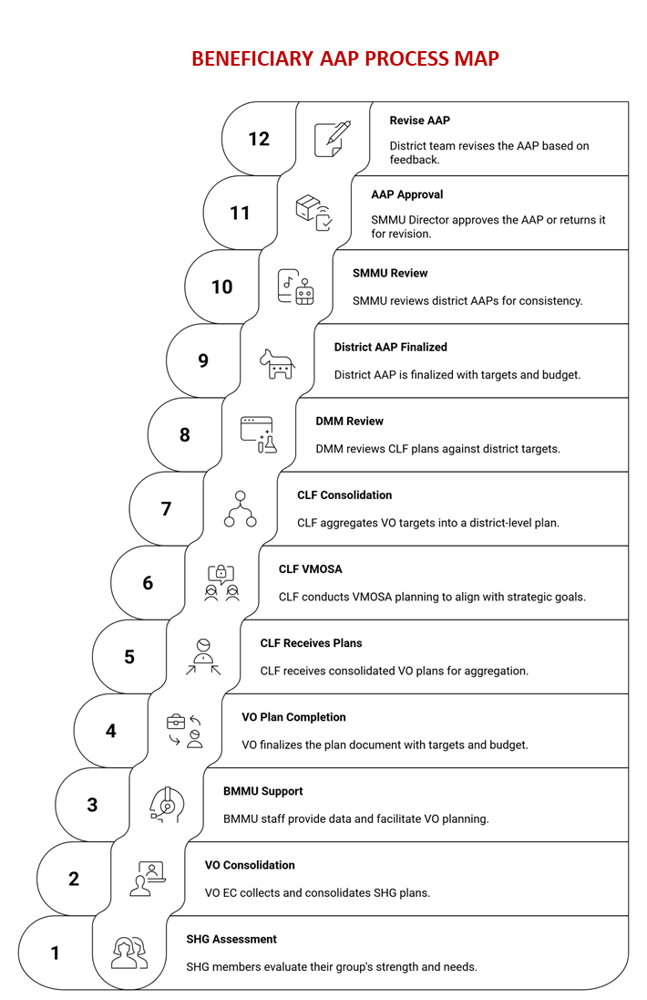 BENEFICIARY AAP PROCESS MAP
12
Revise AAP
District team revises the AAP based on
feedback.
11
AAP Approval
SMMU Director approves the AAP or returns it
for revision.
10
SMMU Review
SMMU reviews district AAPs for consistency.
9
District AAP Finalized
District AAP is finalized with targets and budget.
8
DMM Review
DMM reviews CLF plans against district targets.
7
CLF Consolidation
CLF aggregates VO targets into a district-level plan.
6
CLF VMOSA
CLF conducts VMOSA planning to align with strategic goals.
5
CLF Receives Plans
CLF receives consolidated VO plans for aggregation.
4
VO Plan Completion
VO finalizes the plan document with targets and budget.
3
BMMU Support
BMMU staff provide data and facilitate VO planning.
2
VO Consolidation
VO EC collects and consolidates SHG plans.
1
SHG Assessment
SHG members evaluate their group's strength and needs.